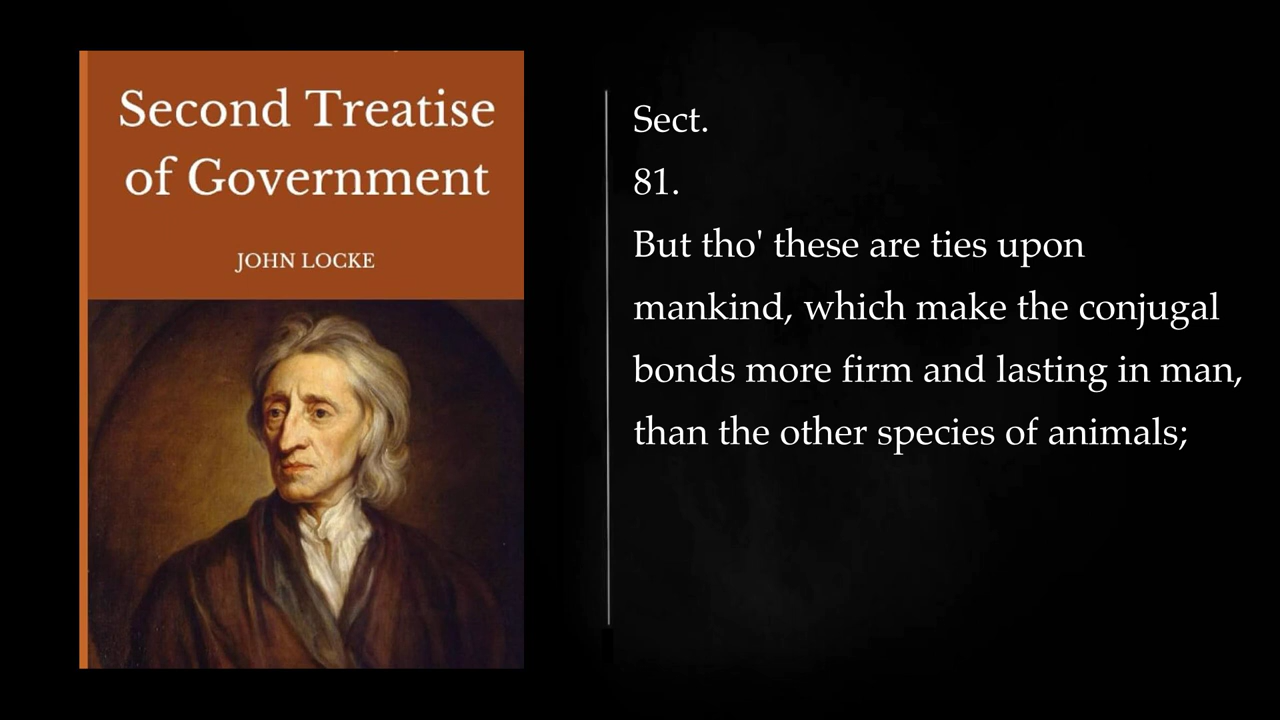 Second Treatise
of Government
JOHN LOCKE
Sect.
81.
But tho' these are ties upon
mankind, which make the conjugal
bonds more firm and lasting in man,
than the other species of animals;